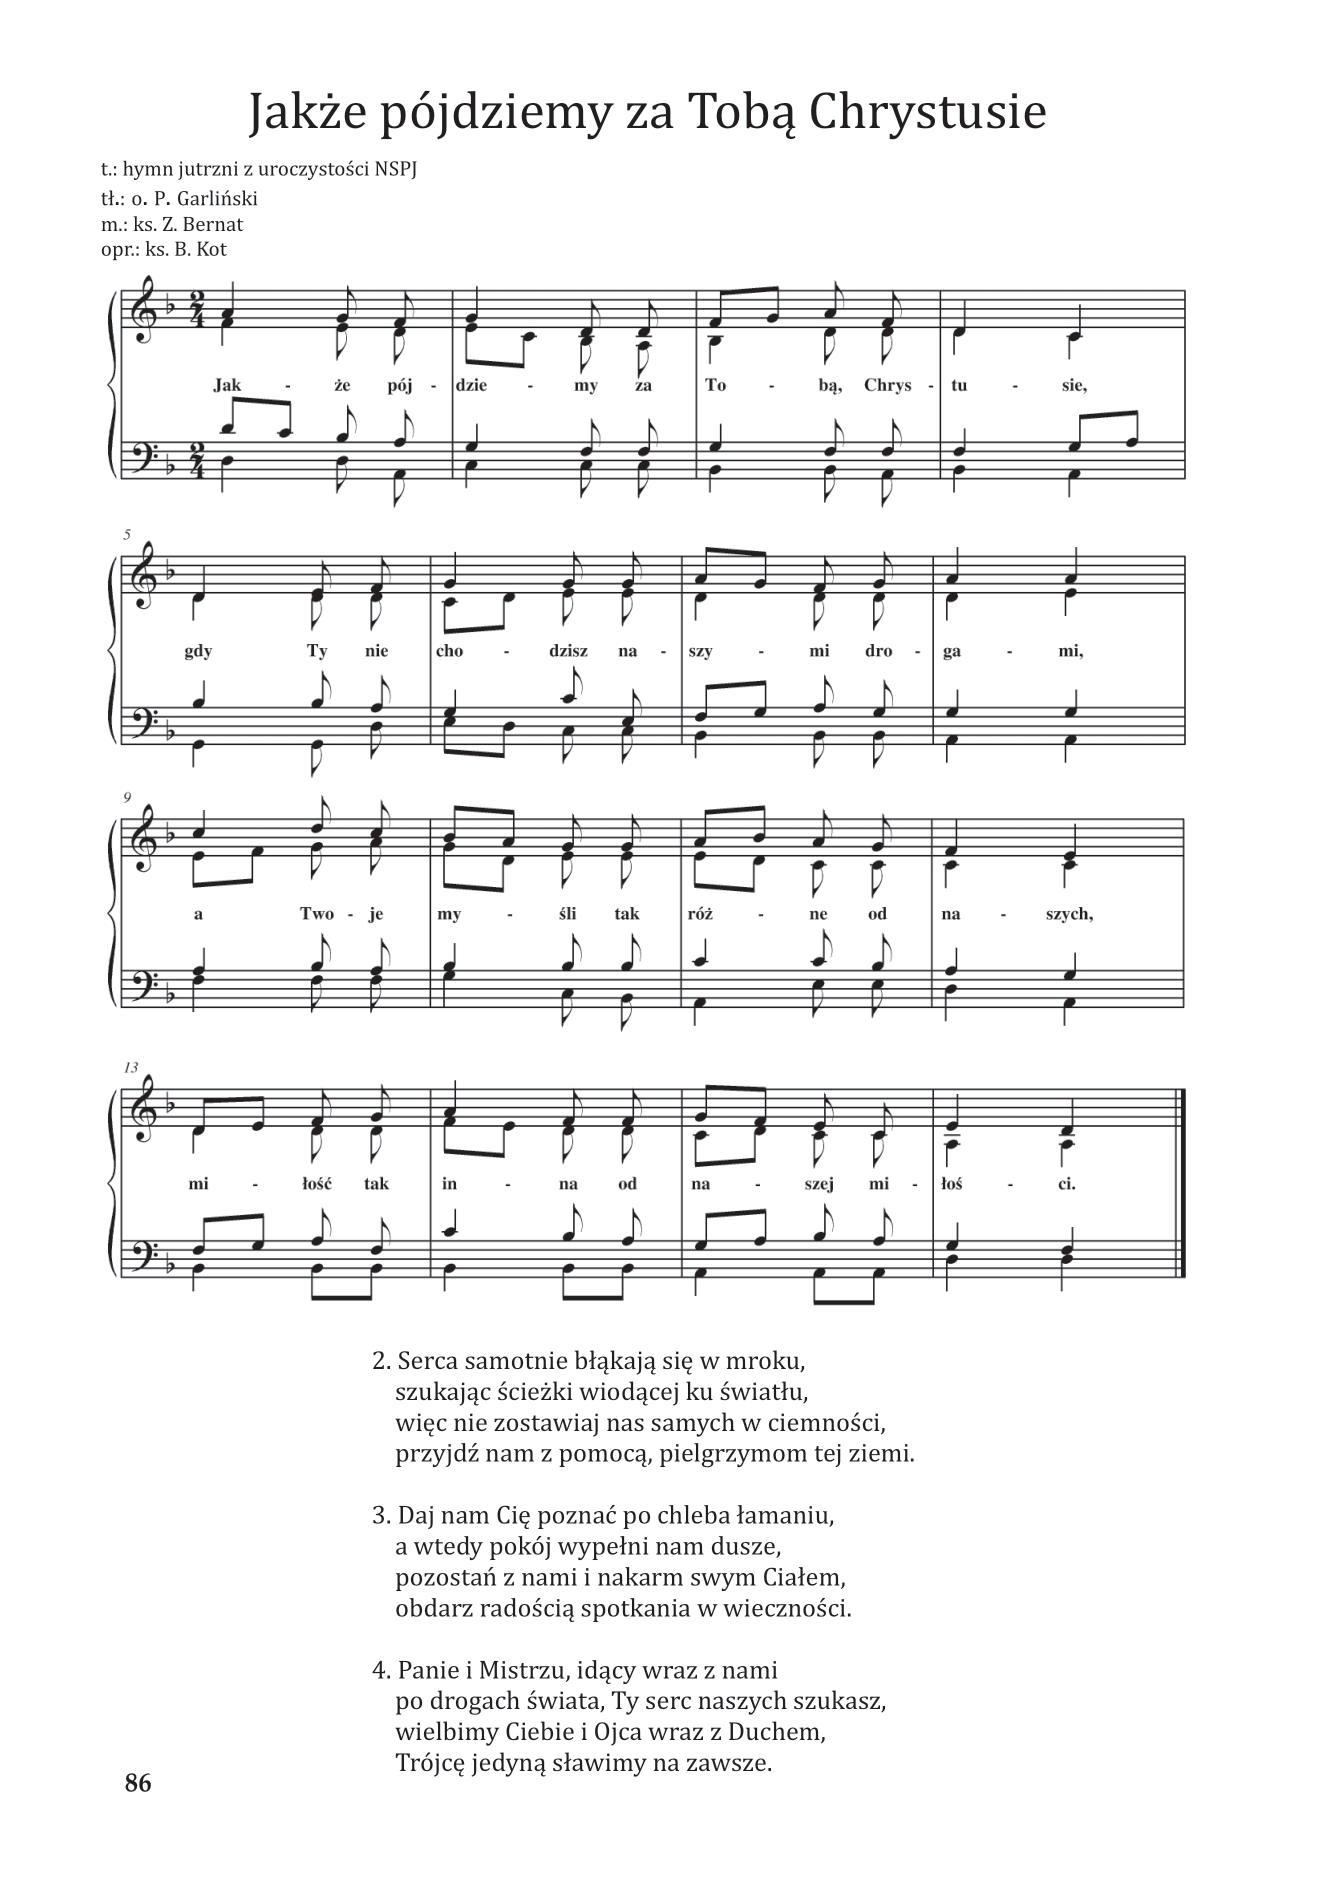 Jakże pójdziemy za Tobą Chrystusie
t.: hymn jutrzni z uroczystości NSPJ
tł.: o. P. Garliński
m.: ks. Z. Bernat
opr.: ks. B. Kot
2 4
Jak - że pój - dzie - my za To - bą, Chrys - tu - sie,
2 4
5
gdy Ty nie cho - dzisz na - szy - mi dro - ga - mi,
9
a Two - je my - śli tak róż - ne od na - szych,
13
mi - łość tak in - na od na - szej mi - łoś - ci.
2. Serca samotnie błąkają się w mroku,
szukając ścieżki wiodącej ku światłu,
więc nie zostawiaj nas samych w ciemności,
przyjdź nam z pomocą, pielgrzymom tej ziemi.
3. Daj nam Cię poznać po chleba łamaniu,
a wtedy pokój wypełni nam dusze,
pozostań z nami i nakarm swym Ciałem,
obdarz radością spotkania w wieczności.
4. Panie i Mistrzu, idący wraz z nami
po drogach świata, Ty serc naszych szukasz,
wielbimy Ciebie i Ojca wraz z Duchem,
Trójcę jedyną sławimy na zawsze.
86